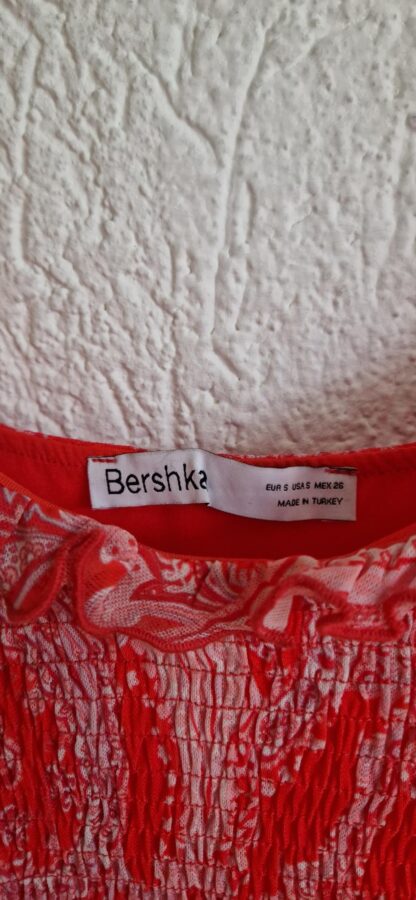 Bershka
EUR S USA S MEX 26
MADE IN TURKEY